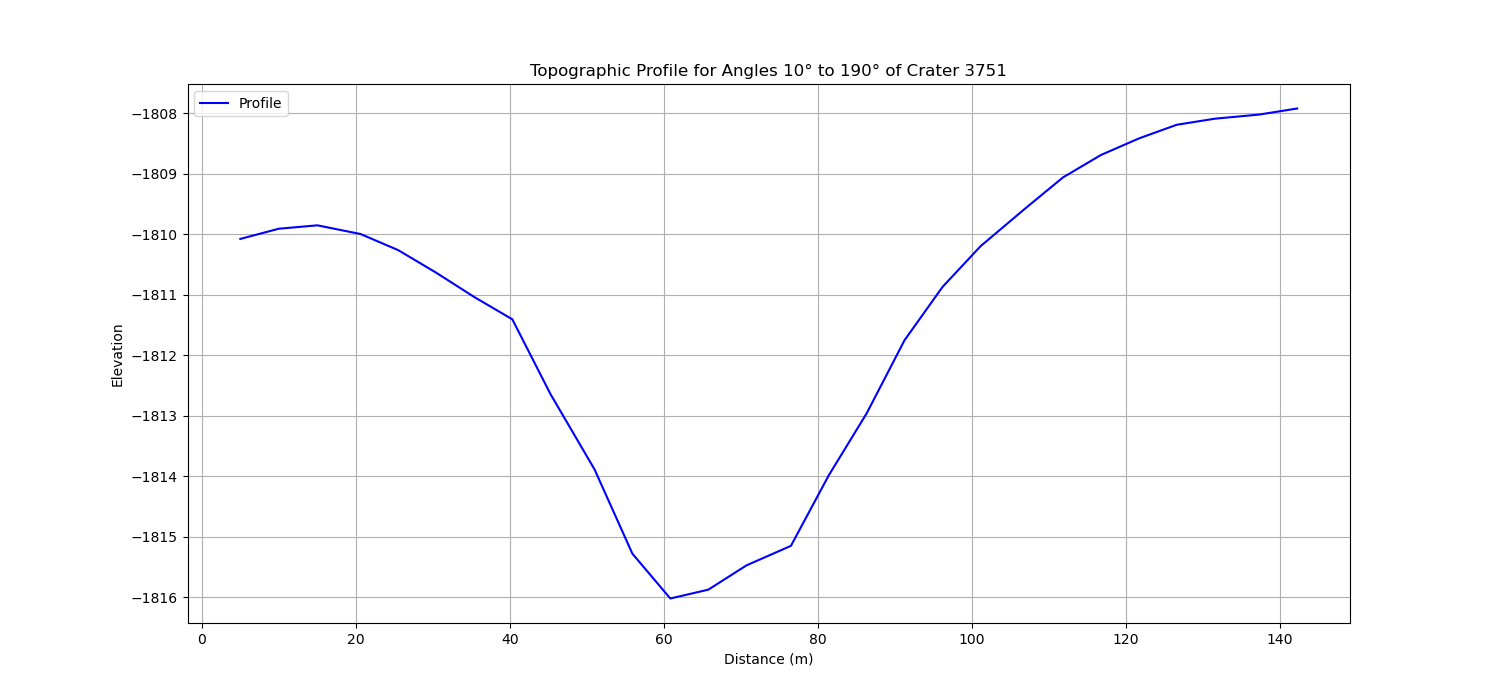 Topographic Profile for Angles 10° to 190° of Crater 3751
Profile
−1808
−1809
−1810
−1811
−1812
−1813
−1814
−1815
−1816
Elevation
0 20 40 60 80 100 120 140
Distance (m)